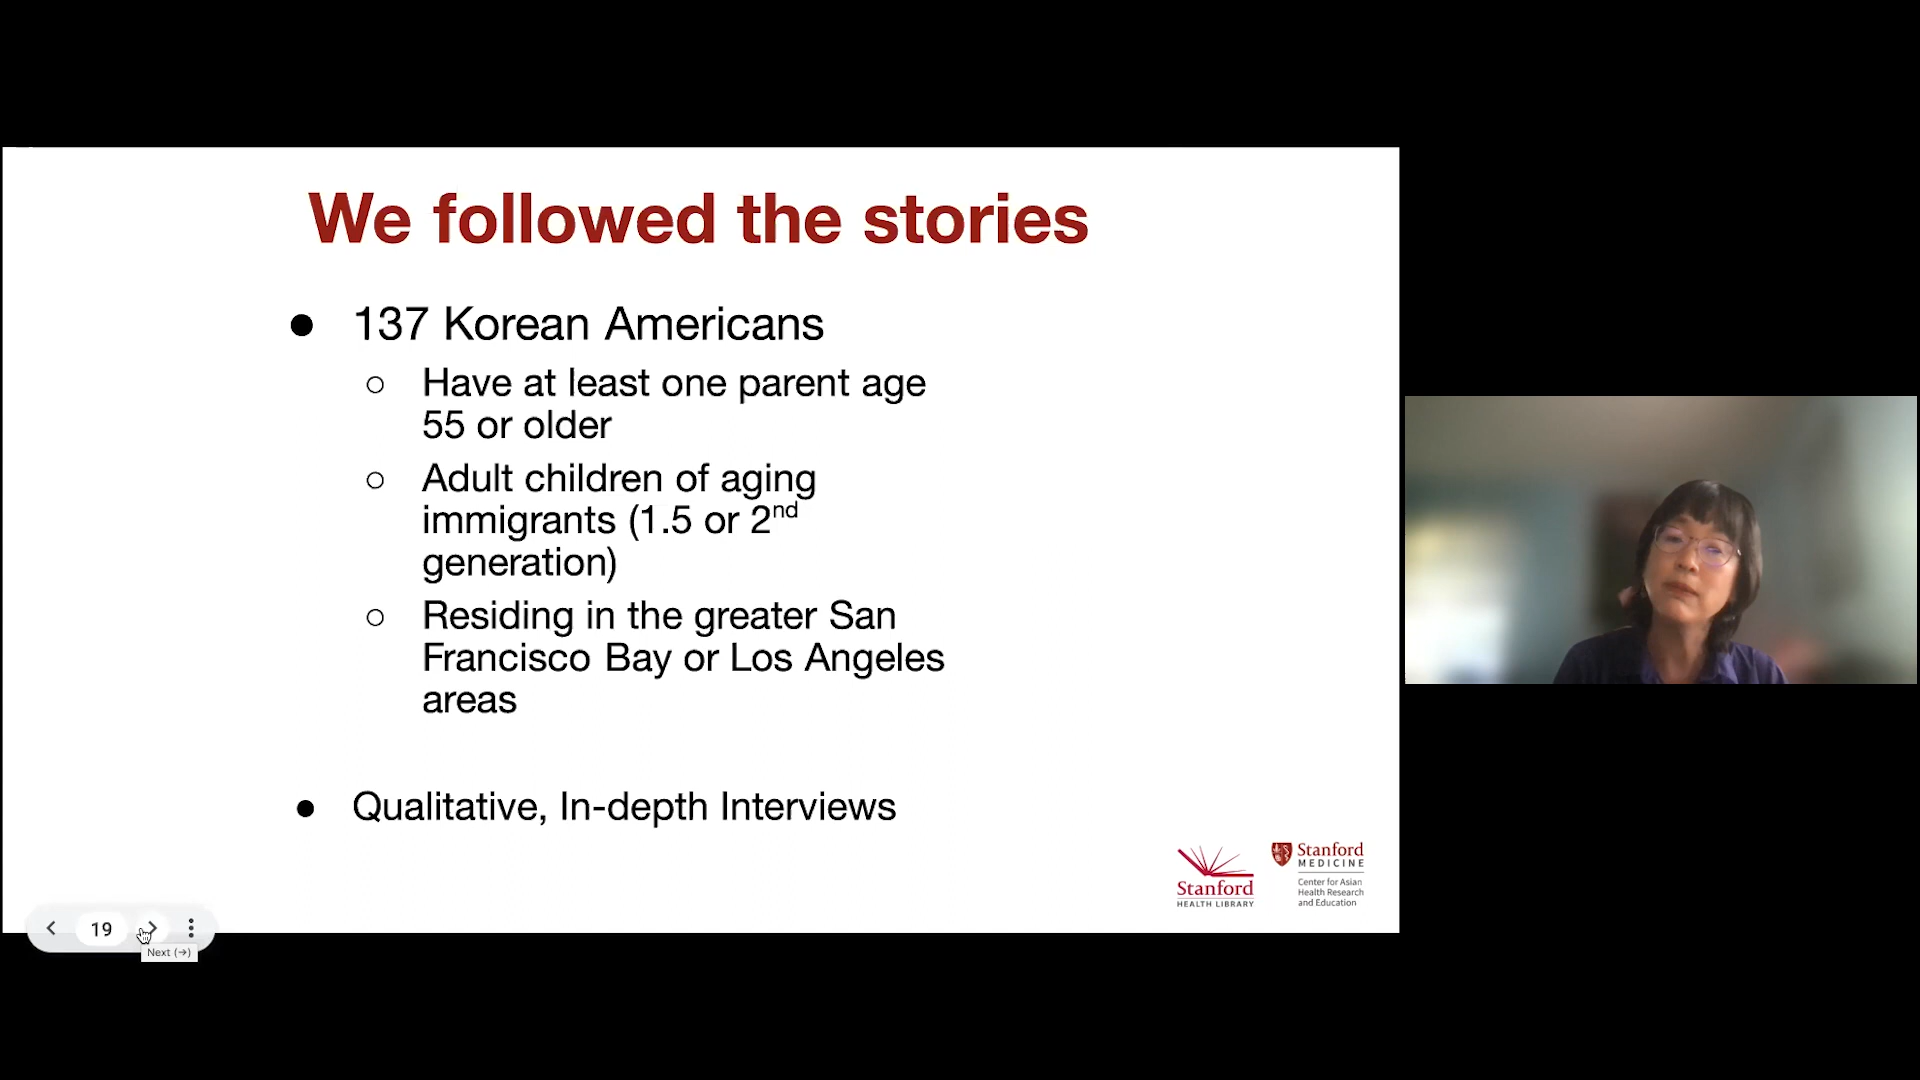 We followed the stories
● 137 Korean Americans
○ Have at least one parent age
55 or older
○ Adult children of aging
immigrants (1.5 or 2nd
generation)
○ Residing in the greater San
Francisco Bay or Los Angeles
areas
● Qualitative, In-depth Interviews
Stanford
HEALTH LIBRARY
Stanford
MEDICINE
Center for Asian
Health Research
and Education
19
Next (→)